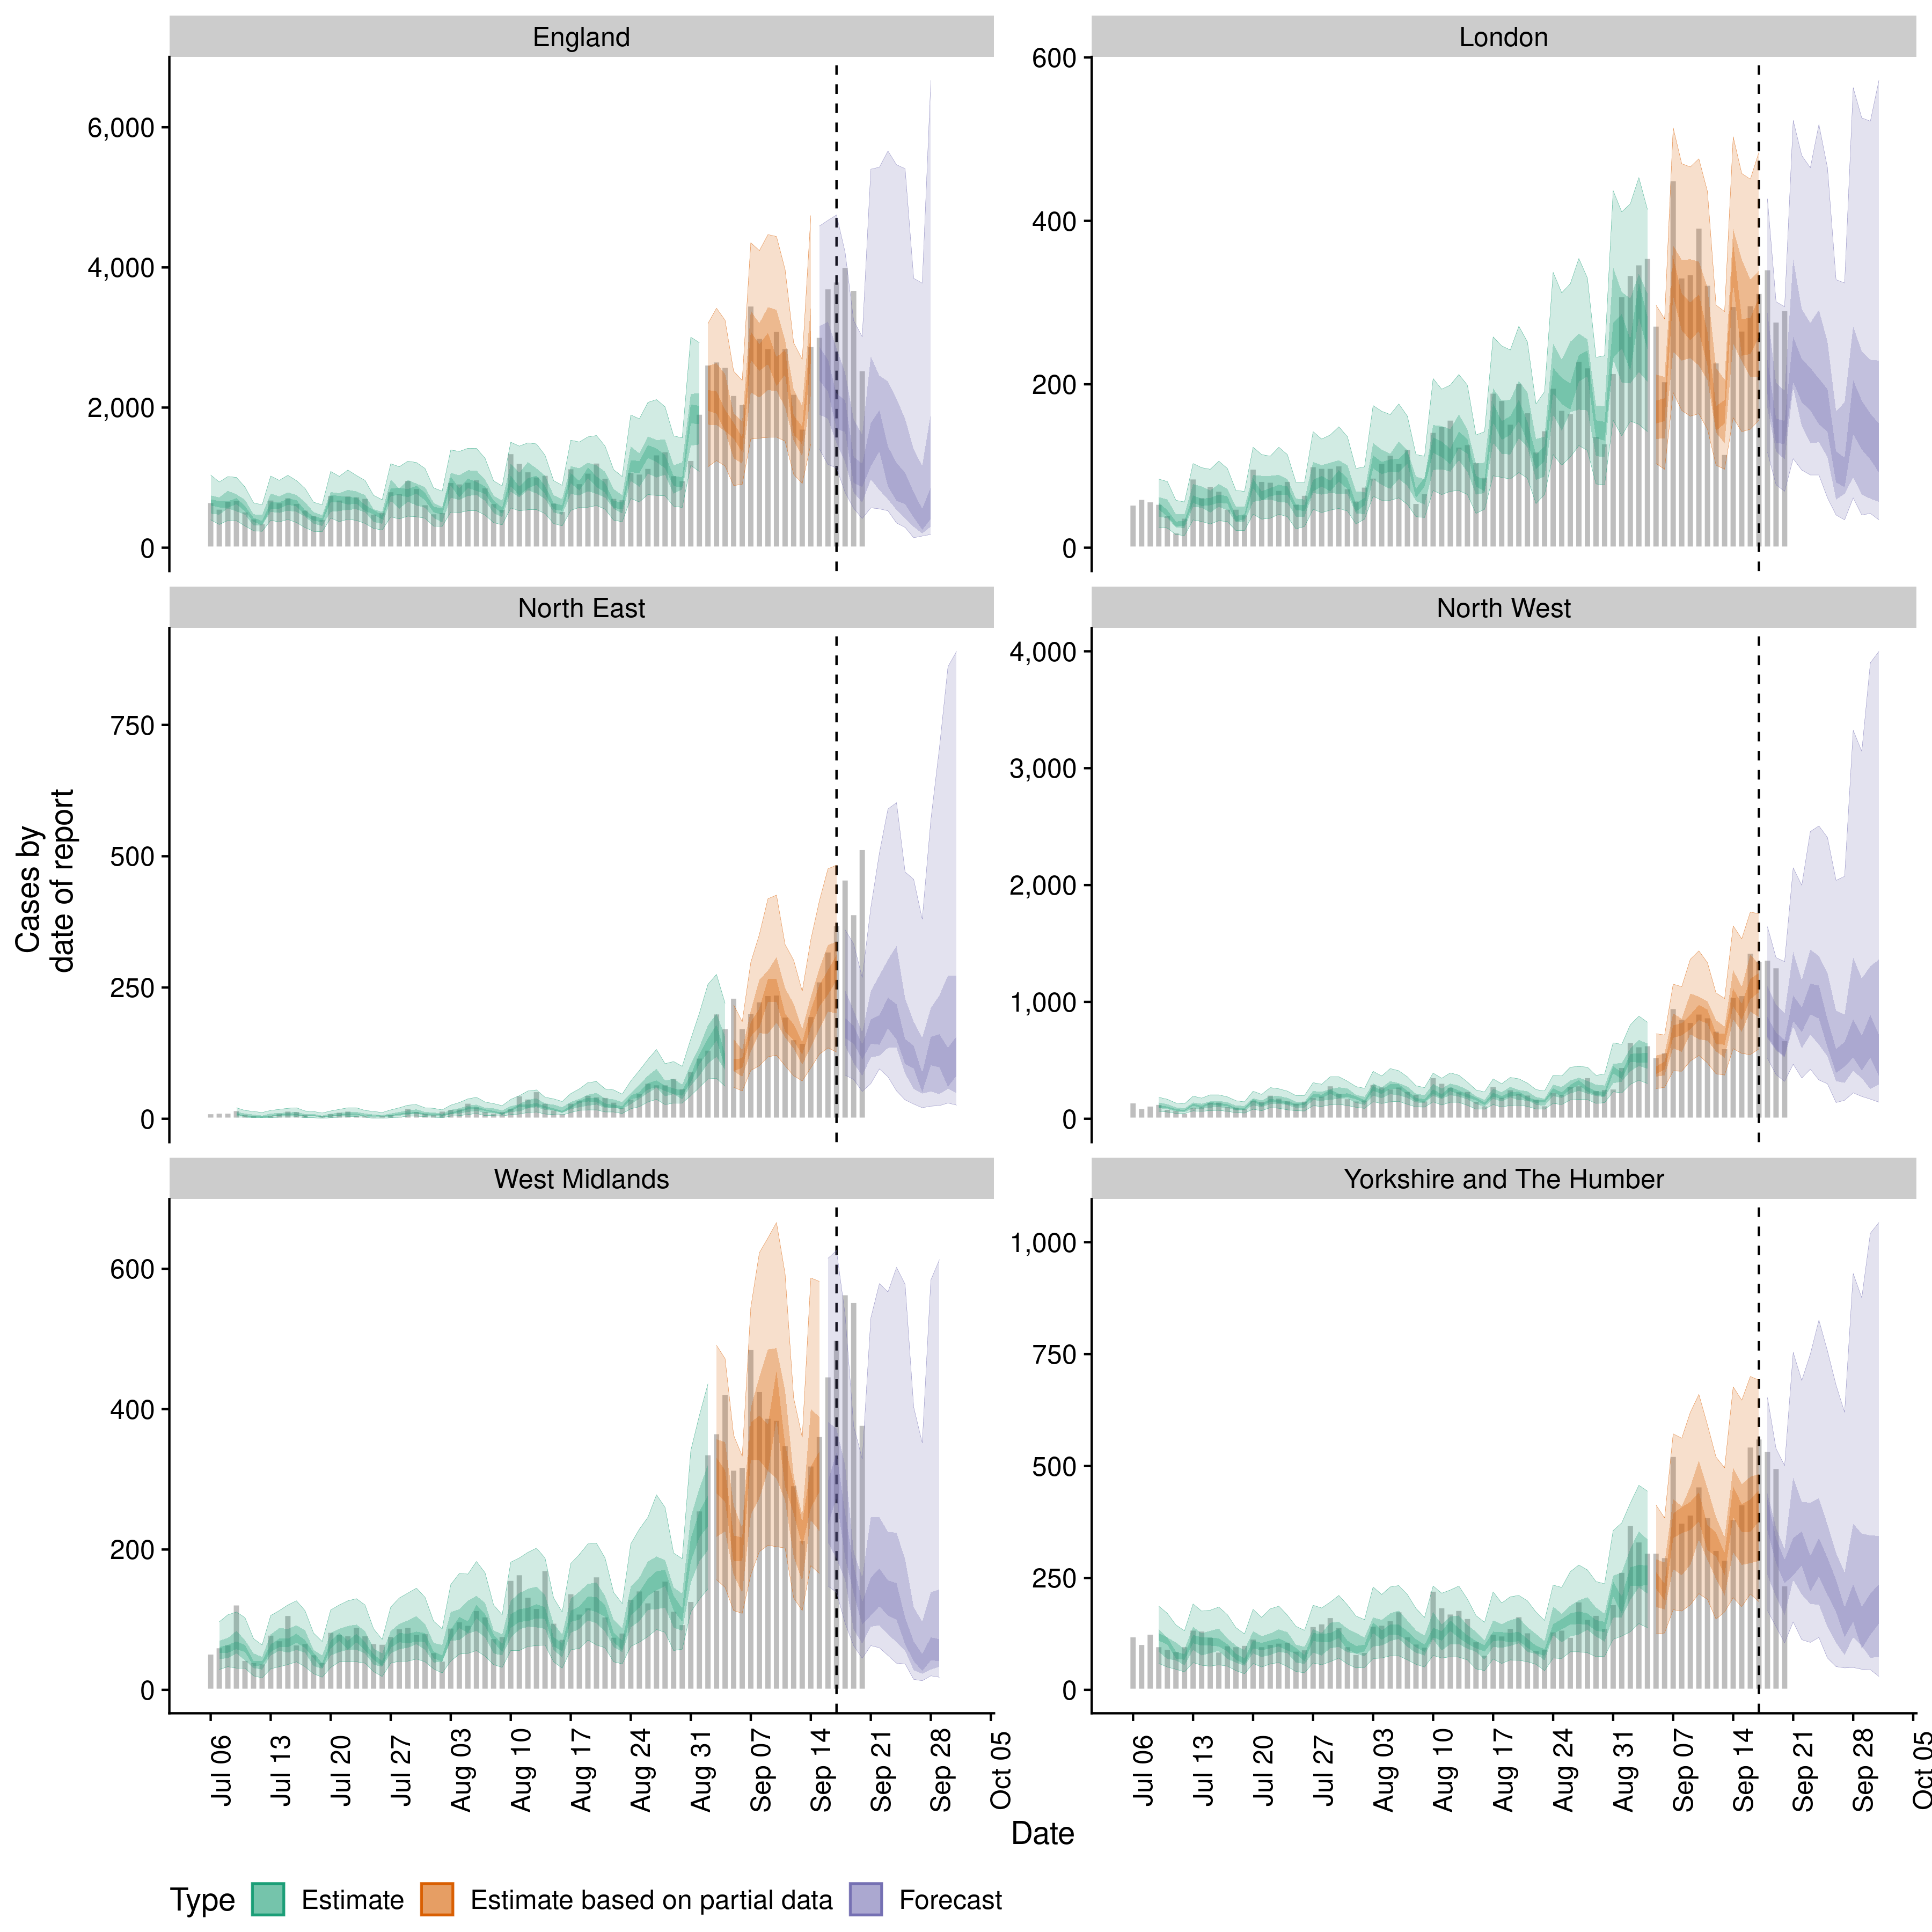 England
London
6,000
4,000
2,000
0
600
400
200
0
North East
North West
750
500
250
0
4,000
3,000
2,000
1,000
0
West Midlands
Yorkshire and The Humber
600
400
200
0
1,000
750
500
250
0
Cases by
date of report
Jul 06
Jul 13
Jul 20
Jul 27
Aug 03
Aug 10
Aug 17
Aug 24
Aug 31
Sep 07
Sep 14
Sep 21
Sep 28
Oct 05
Jul 06
Jul 13
Jul 20
Jul 27
Aug 03
Aug 10
Aug 17
Aug 24
Aug 31
Sep 07
Sep 14
Sep 21
Sep 28
Oct 05
Date
Type Estimate Estimate based on partial data Forecast